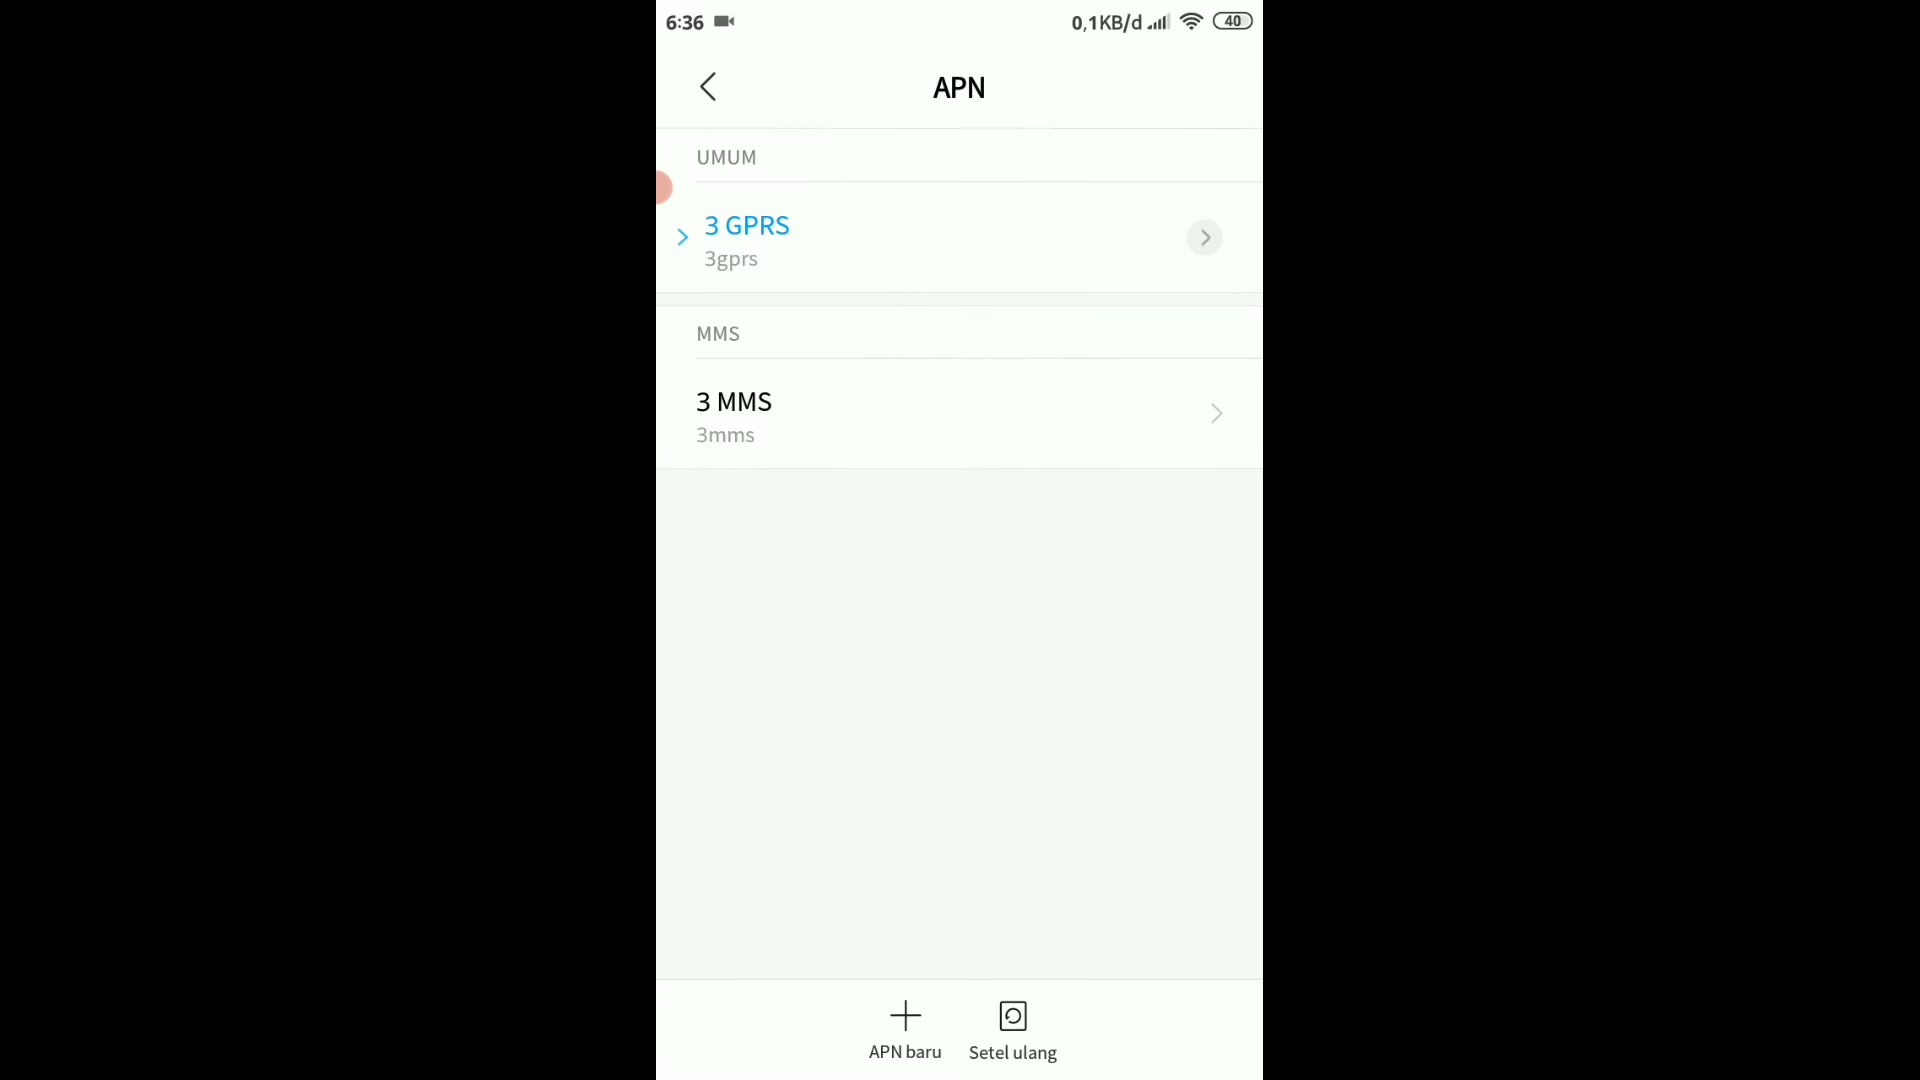 6:36 0,1KB/d 40
APN
UMUM
3 GPRS
3gprs
MMS
3 MMS
3mms
APN baru Setel ulang